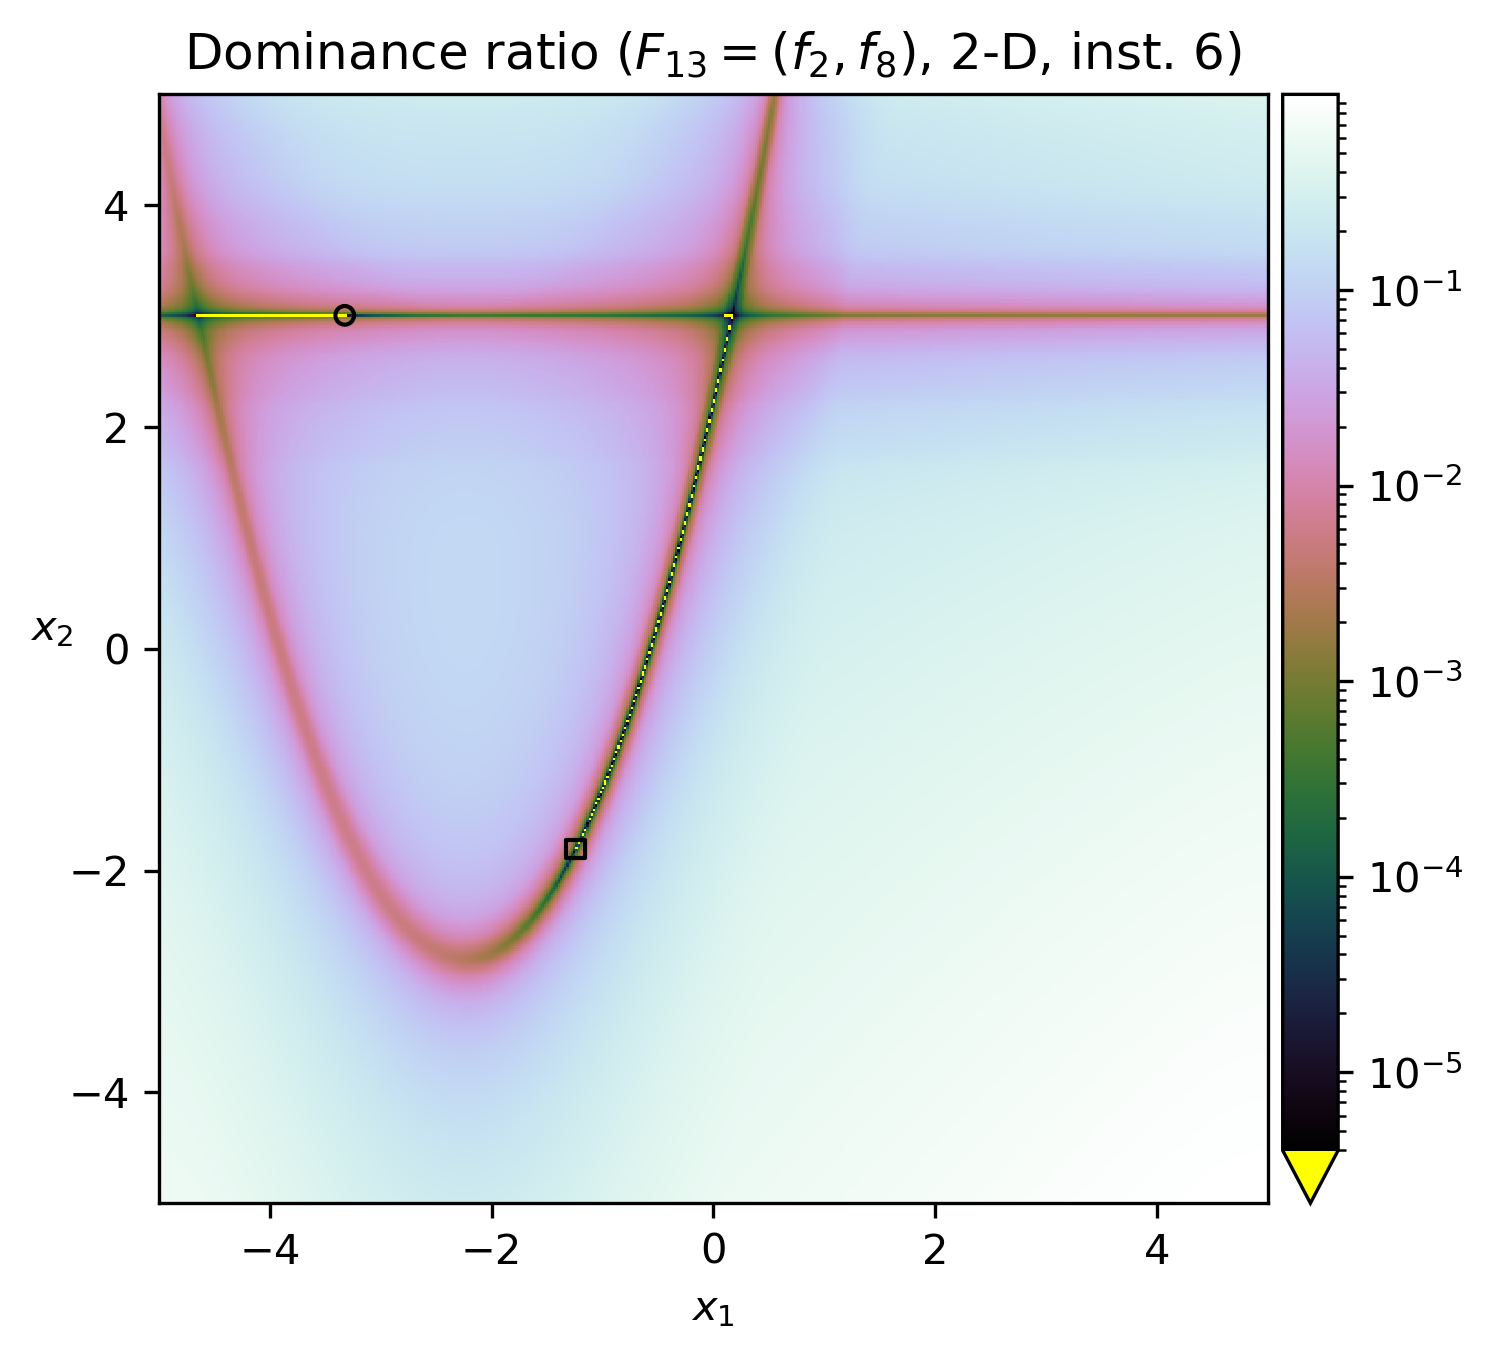 Dominance ratio (F₁₃ = (f₂, f₈), 2-D, inst. 6)
4
2
0
−2
−4
x₂
−4 −2 0 2 4
x₁
10⁻¹
10⁻²
10⁻³
10⁻⁴
10⁻⁵